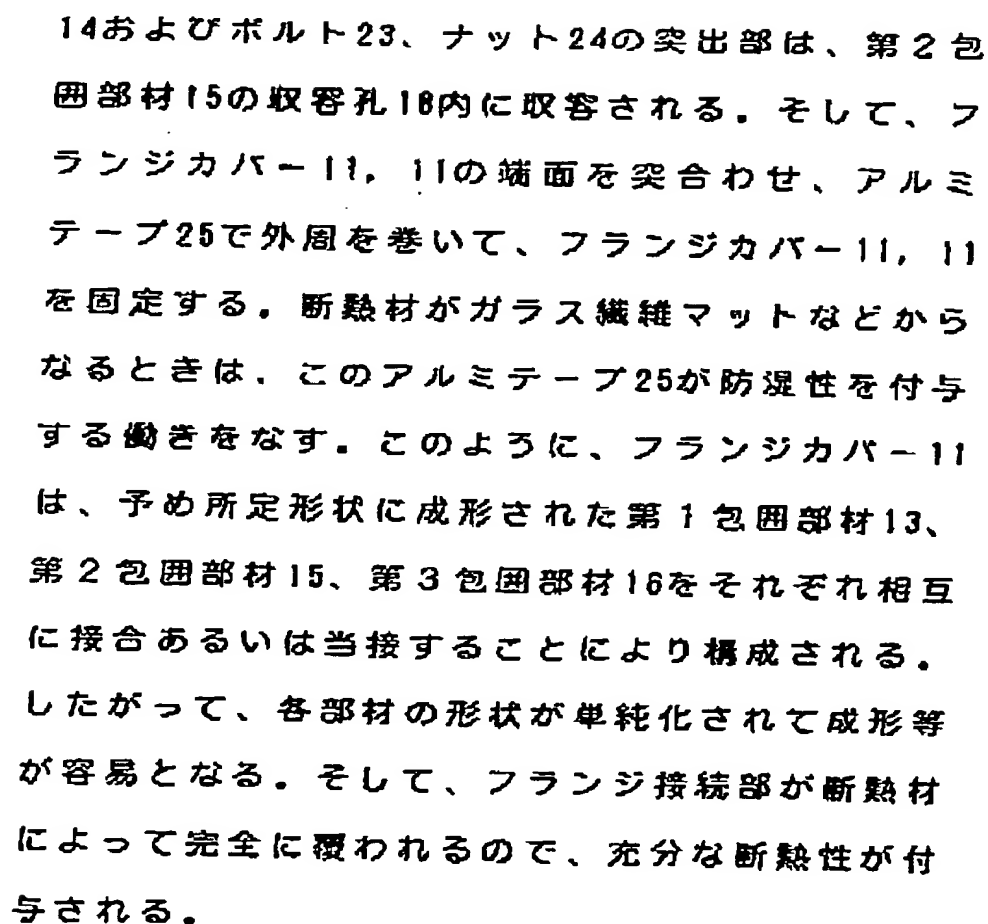 14およびボルト23、ナット24の突出部は、第2包
囲部材15の収容孔18内に収容される。そして、フ
ランジカバー11，11の端面を突合わせ、アルミ
テープ25で外周を巻いて、フランジカバー11，11
を固定する。断熱材がガラス繊維マットなどから
なるときは、このアルミテープ25が防湿性を付与
する働きをなす。このように、フランジカバー11
は、予め所定形状に成形された第1包囲部材13、
第2包囲部材15、第3包囲部材16をそれぞれ相互
に接合あるいは当接することにより構成される。
したがって、各部材の形状が単純化されて成形等
が容易となる。そして、フランジ接続部が断熱材
によって完全に覆われるので、充分な断熱性が付
与される。